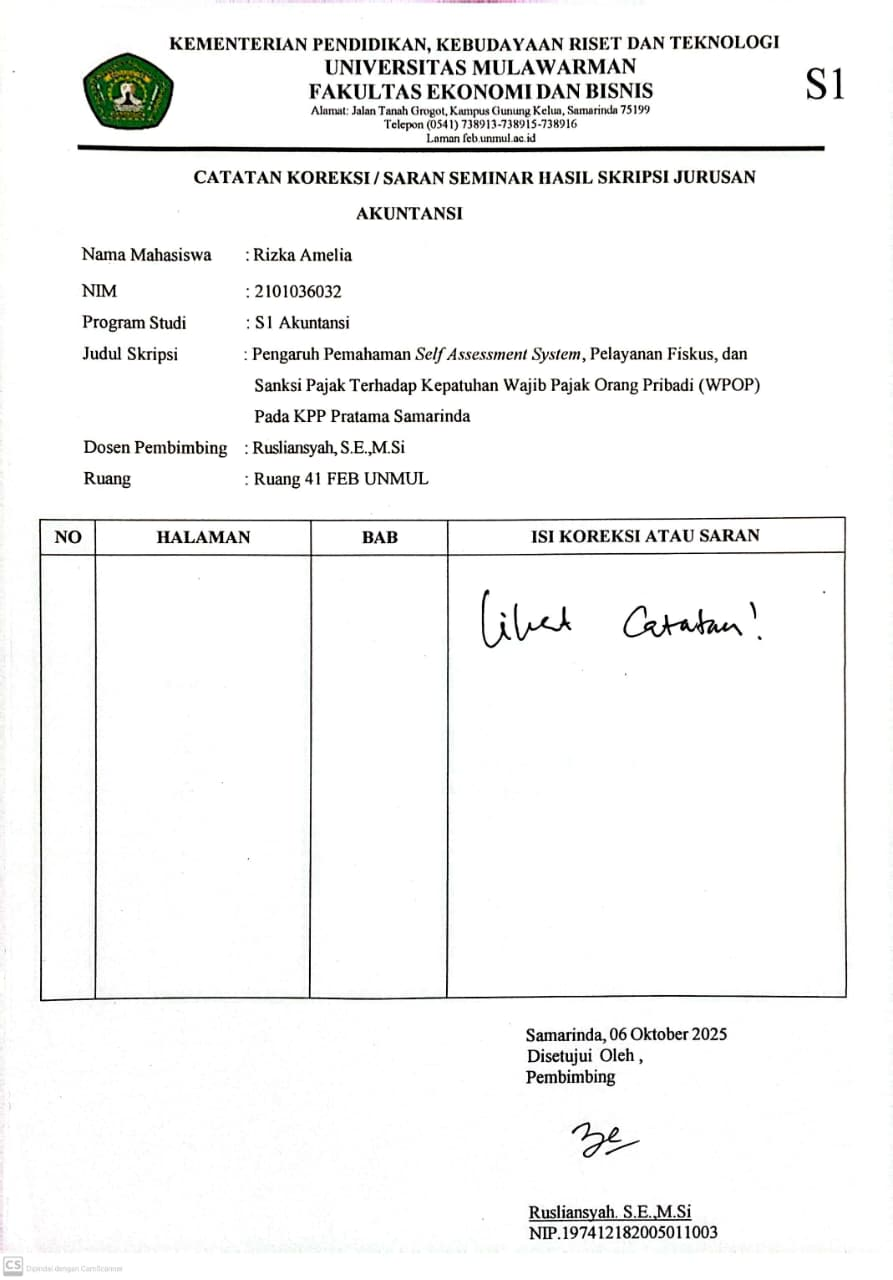 KEMENTERIAN PENDIDIKAN, KEBUDAYAAN RISET DAN TEKNOLOGI
UNIVERSITAS MULAWARMAN
FAKULTAS EKONOMI DAN BISNIS
Alamat: Jalan Tanah Grogot, Kampus Gunung Kelua, Samarinda 75199
Telepon (0541) 738913-738915-738916
Laman feb.unmul.ac.id
S1
CATATAN KOREKSI / SARAN SEMINAR HASIL SKRIPSI JURUSAN
AKUNTANSI
Nama Mahasiswa : Rizka Amelia
NIM : 2101036032
Program Studi : S1 Akuntansi
Judul Skripsi : Pengaruh Pemahaman Self Assessment System, Pelayanan Fiskus, dan
Sanksi Pajak Terhadap Kepatuhan Wajib Pajak Orang Pribadi (WPOP)
Pada KPP Pratama Samarinda
Dosen Pembimbing : Rusliansyah, S.E.,M.Si
Ruang : Ruang 41 FEB UNMUL
NO HALAMAN BAB ISI KOREKSI ATAU SARAN
Lihat Catatan!
Samarinda, 06 Oktober 2025
Disetujui Oleh ,
Pembimbing
Rusliansyah. S.E.,M.Si
NIP.197412182005011003
CS Dipindai dengan CamScanner